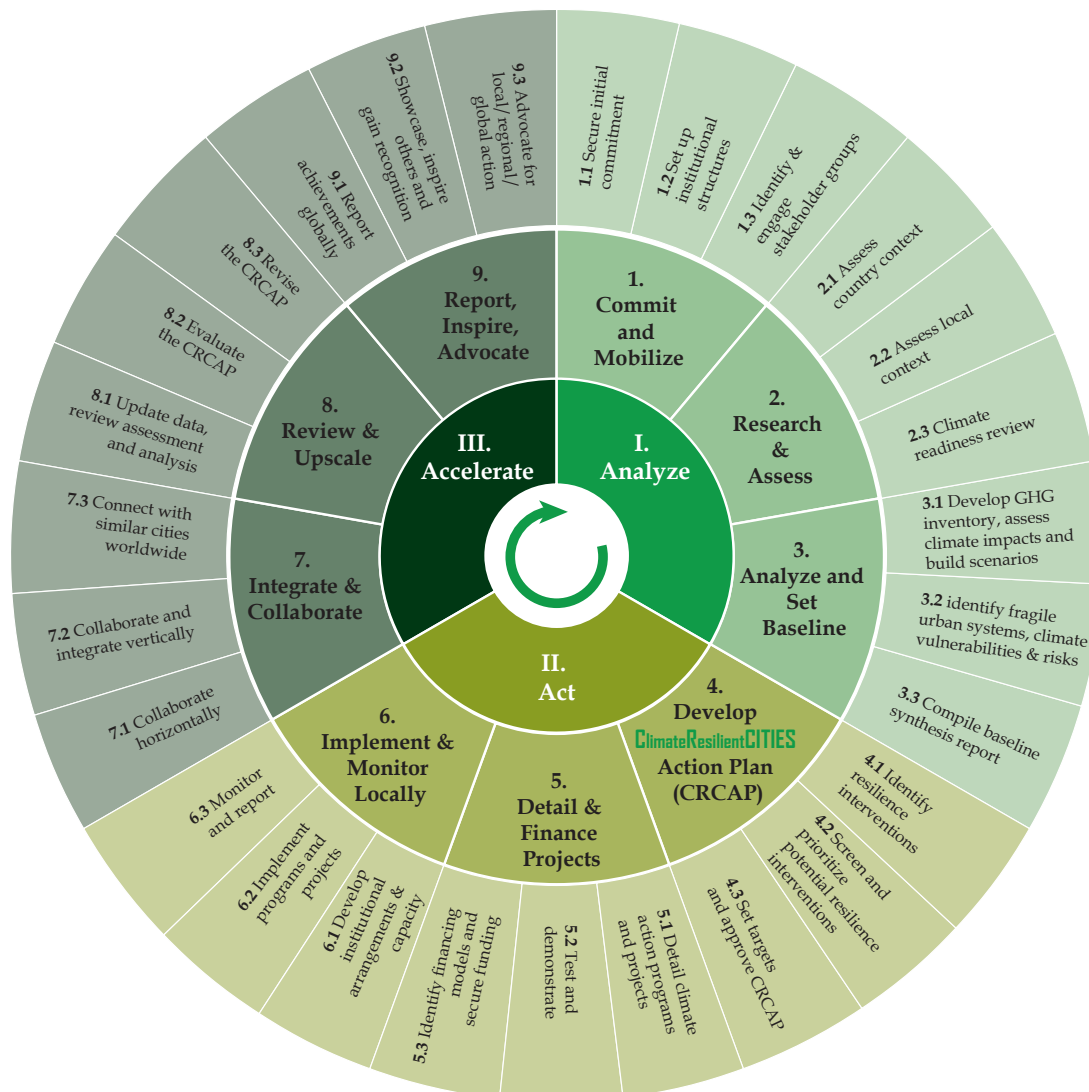 I.
Analyze
II.
Act
III.
Accelerate
1.
Commit
and
Mobilize
2.
Research
&
Assess
3.
Analyze and
Set
Baseline
4.
Develop
ClimateResilientCITIES
Action Plan
(CRCAP)
5.
Detail &
Finance
Projects
6.
Implement &
Monitor
Locally
7.
Integrate &
Collaborate
8.
Review &
Upscale
9.
Report,
Inspire,
Advocate
1.1 Secure initial
commitment
1.2 Set up
institutional
structures
1.3 Identify &
engage
stakeholder groups
2.1 Assess
country context
2.2 Assess local
context
2.3 Climate
readiness review
3.1 Develop GHG
inventory, assess
climate impacts and
build scenarios
3.2 identify fragile
urban systems, climate
vulnerabilities & risks
3.3 Compile baseline
synthesis report
4.1 Identify
resilience
interventions
4.2 Screen and
prioritize
potential resilience
interventions
4.3 Set targets
and approve CRCAP
5.1 Detail climate
action programs
and projects
5.2 Test and
demonstrate
5.3 Identify financing
models and
secure funding
6.1 Develop
institutional
arrangements &
capacity
6.2 Implement
programs and
projects
6.3 Monitor
and report
7.1 Collaborate
horizontally
7.2 Collaborate and
integrate vertically
7.3 Connect with
similar cities
worldwide
8.1 Update data,
review assessment
and analysis
8.2 Evaluate
the CRCAP
8.3 Revise
the CRCAP
9.1 Report
achievements
globally
9.2 Showcase, inspire
others and
gain recognition
9.3 Advocate for
local/ regional/
global action